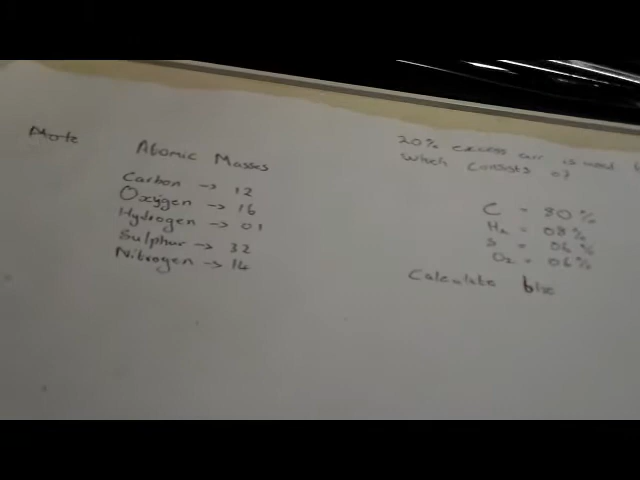 Note
Atomic Masses
Carbon -> 12
Oxygen -> 16
Hydrogen -> 01
Sulphur -> 32
Nitrogen -> 14
20% excess air is used
Which consists of
C = 80%
H2 = 08%
S = 06%
O2 = 06%
Calculate the